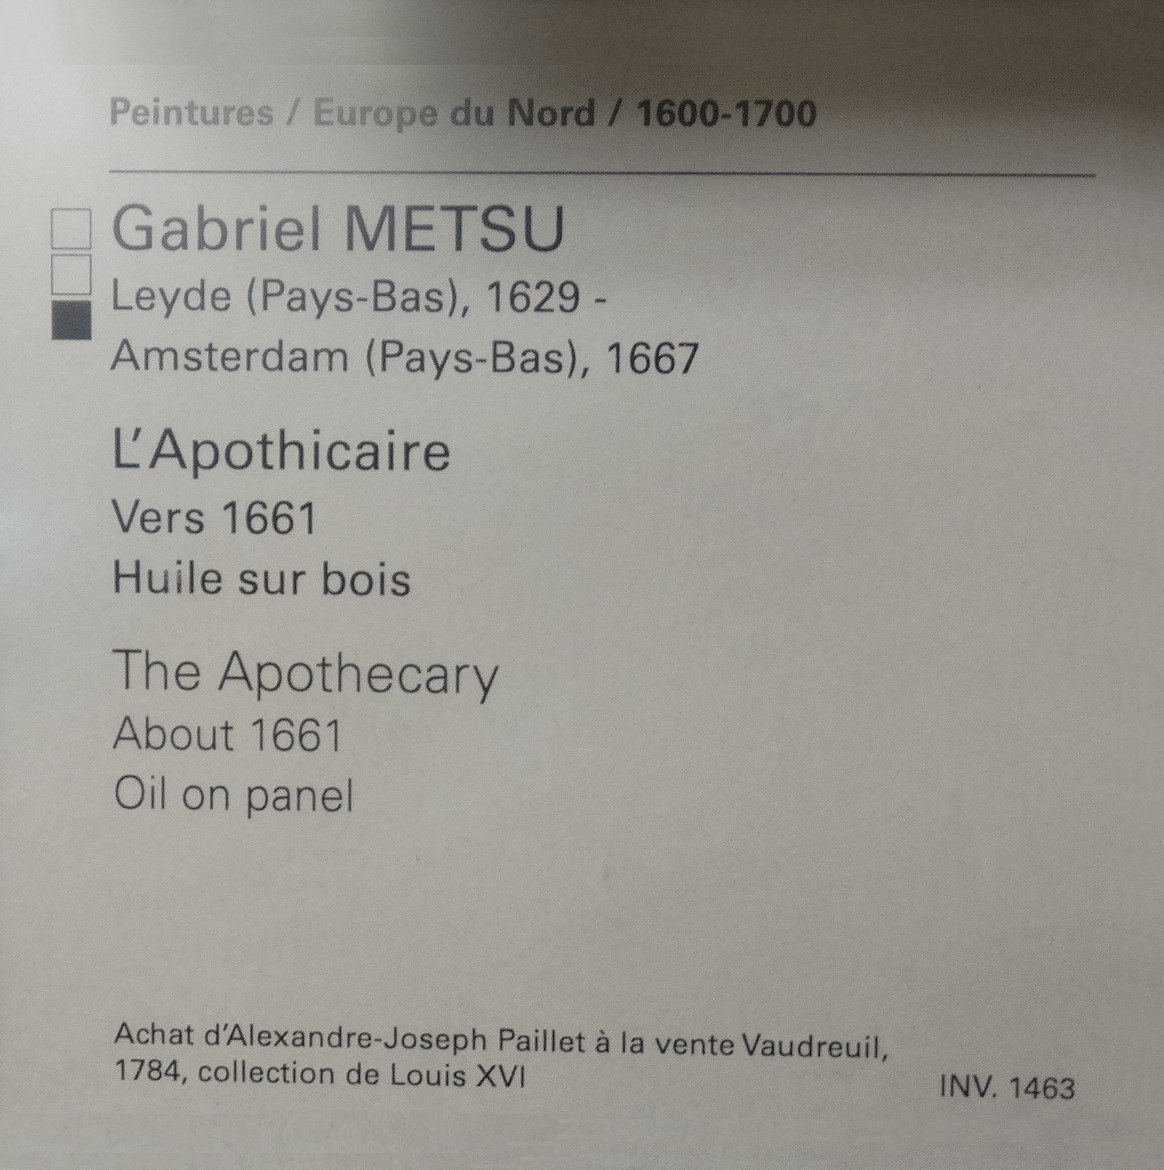 Peintures / Europe du Nord / 1600-1700
Gabriel METSU
Leyde (Pays-Bas), 1629 -
Amsterdam (Pays-Bas), 1667
L'Apothicaire
Vers 1661
Huile sur bois
The Apothecary
About 1661
Oil on panel
Achat d'Alexandre-Joseph Paillet à la vente Vaudreuil,
1784, collection de Louis XVI
INV. 1463